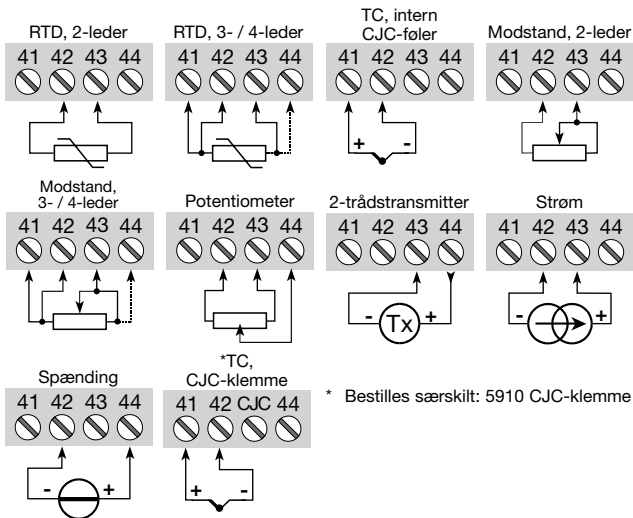 RTD, 2-leder
41 42 43 44
RTD, 3- / 4-leder
41 42 43 44
TC, intern
CJC-føler
41 42 43 44
+ -
Modstand, 2-leder
41 42 43 44
Modstand,
3- / 4-leder
41 42 43 44
Potentiometer
41 42 43 44
2-trådstransmitter
41 42 43 44
- Tx +
Strøm
41 42 43 44
- +
Spænding
41 42 43 44
- +
*TC,
CJC-klemme
41 42 CJC 44
+ -
* Bestilles særskilt: 5910 CJC-klemme